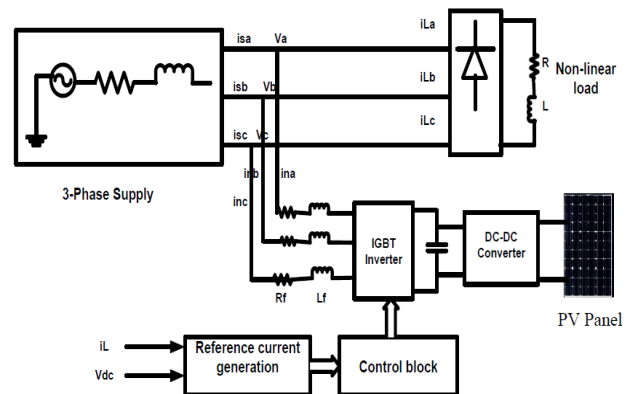 isa
Va
iLa
isb
Vb
iLb
isc
Vc
iLc
R
L
Non-linear
load
3-Phase Supply
inb
ina
inc
Rf
Lf
IGBT
Inverter
DC-DC
Converter
PV Panel
iL
Vdc
Reference current
generation
Control block